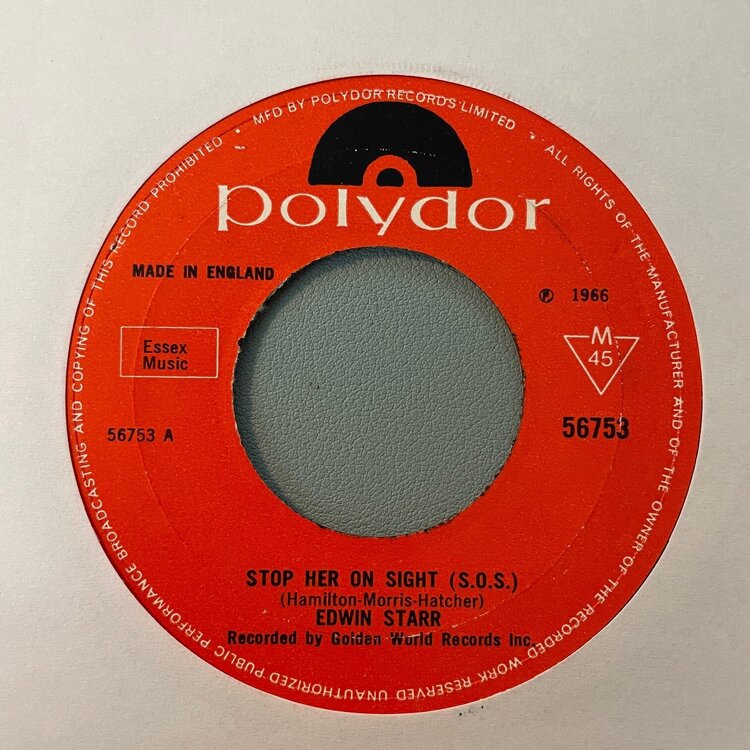 MFD BY POLYDOR RECORDS LIMITED • ALL RIGHTS OF THE MANUFACTURER AND OF THE OWNER OF THE RECORDED WORK RESERVED UNAUTHORIZED PUBLIC PERFORMANCE BROADCASTING AND COPYING OF THIS RECORD PROHIBITED •
polydor
MADE IN ENGLAND
℗ 1966
Essex
Music
M
45
56753 A
56753
STOP HER ON SIGHT (S.O.S.)
(Hamilton-Morris-Hatcher)
EDWIN STARR
Recorded by Golden World Records Inc.